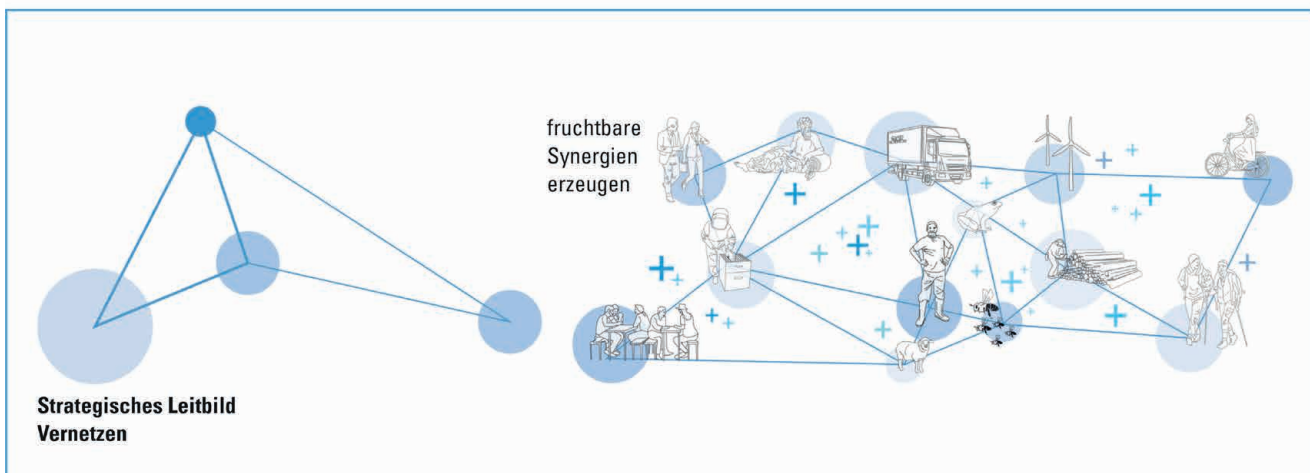 fruchtbare
Synergien
erzeugen
Strategisches Leitbild
Vernetzen